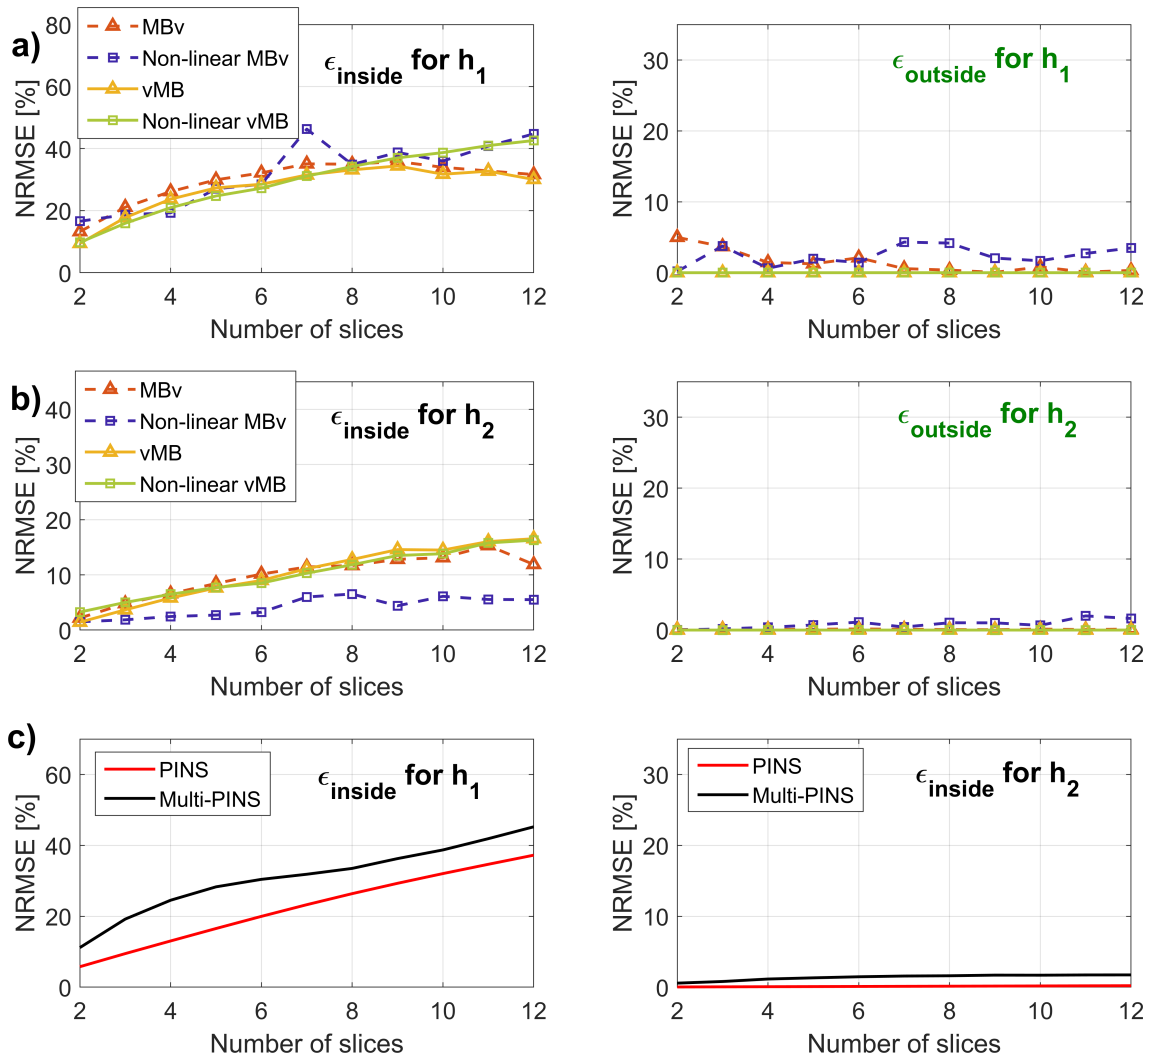 a)
80
60
40
20
0
NRMSE [%]
MBv
Non-linear MBv
vMB
Non-linear vMB
ϵinside for h1
2 4 6 8 10 12
Number of slices
30
20
10
0
NRMSE [%]
ϵoutside for h1
2 4 6 8 10 12
Number of slices
b)
40
30
20
10
0
NRMSE [%]
MBv
Non-linear MBv
vMB
Non-linear vMB
ϵinside for h2
2 4 6 8 10 12
Number of slices
30
20
10
0
NRMSE [%]
ϵoutside for h2
2 4 6 8 10 12
Number of slices
c)
60
40
20
0
NRMSE [%]
PINS
Multi-PINS
ϵinside for h1
2 4 6 8 10 12
Number of slices
30
20
10
0
NRMSE [%]
PINS
Multi-PINS
ϵinside for h2
2 4 6 8 10 12
Number of slices